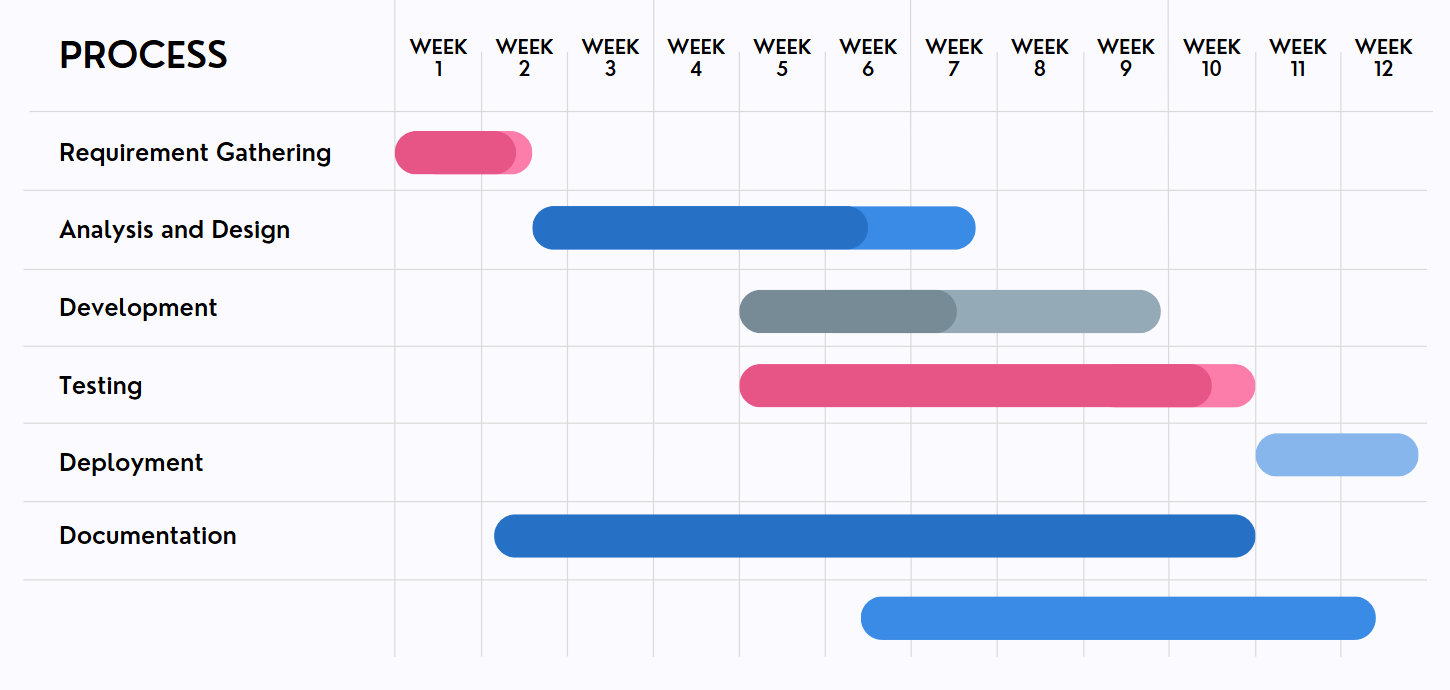 PROCESS
WEEK 1
WEEK 2
WEEK 3
WEEK 4
WEEK 5
WEEK 6
WEEK 7
WEEK 8
WEEK 9
WEEK 10
WEEK 11
WEEK 12
Requirement Gathering
Analysis and Design
Development
Testing
Deployment
Documentation